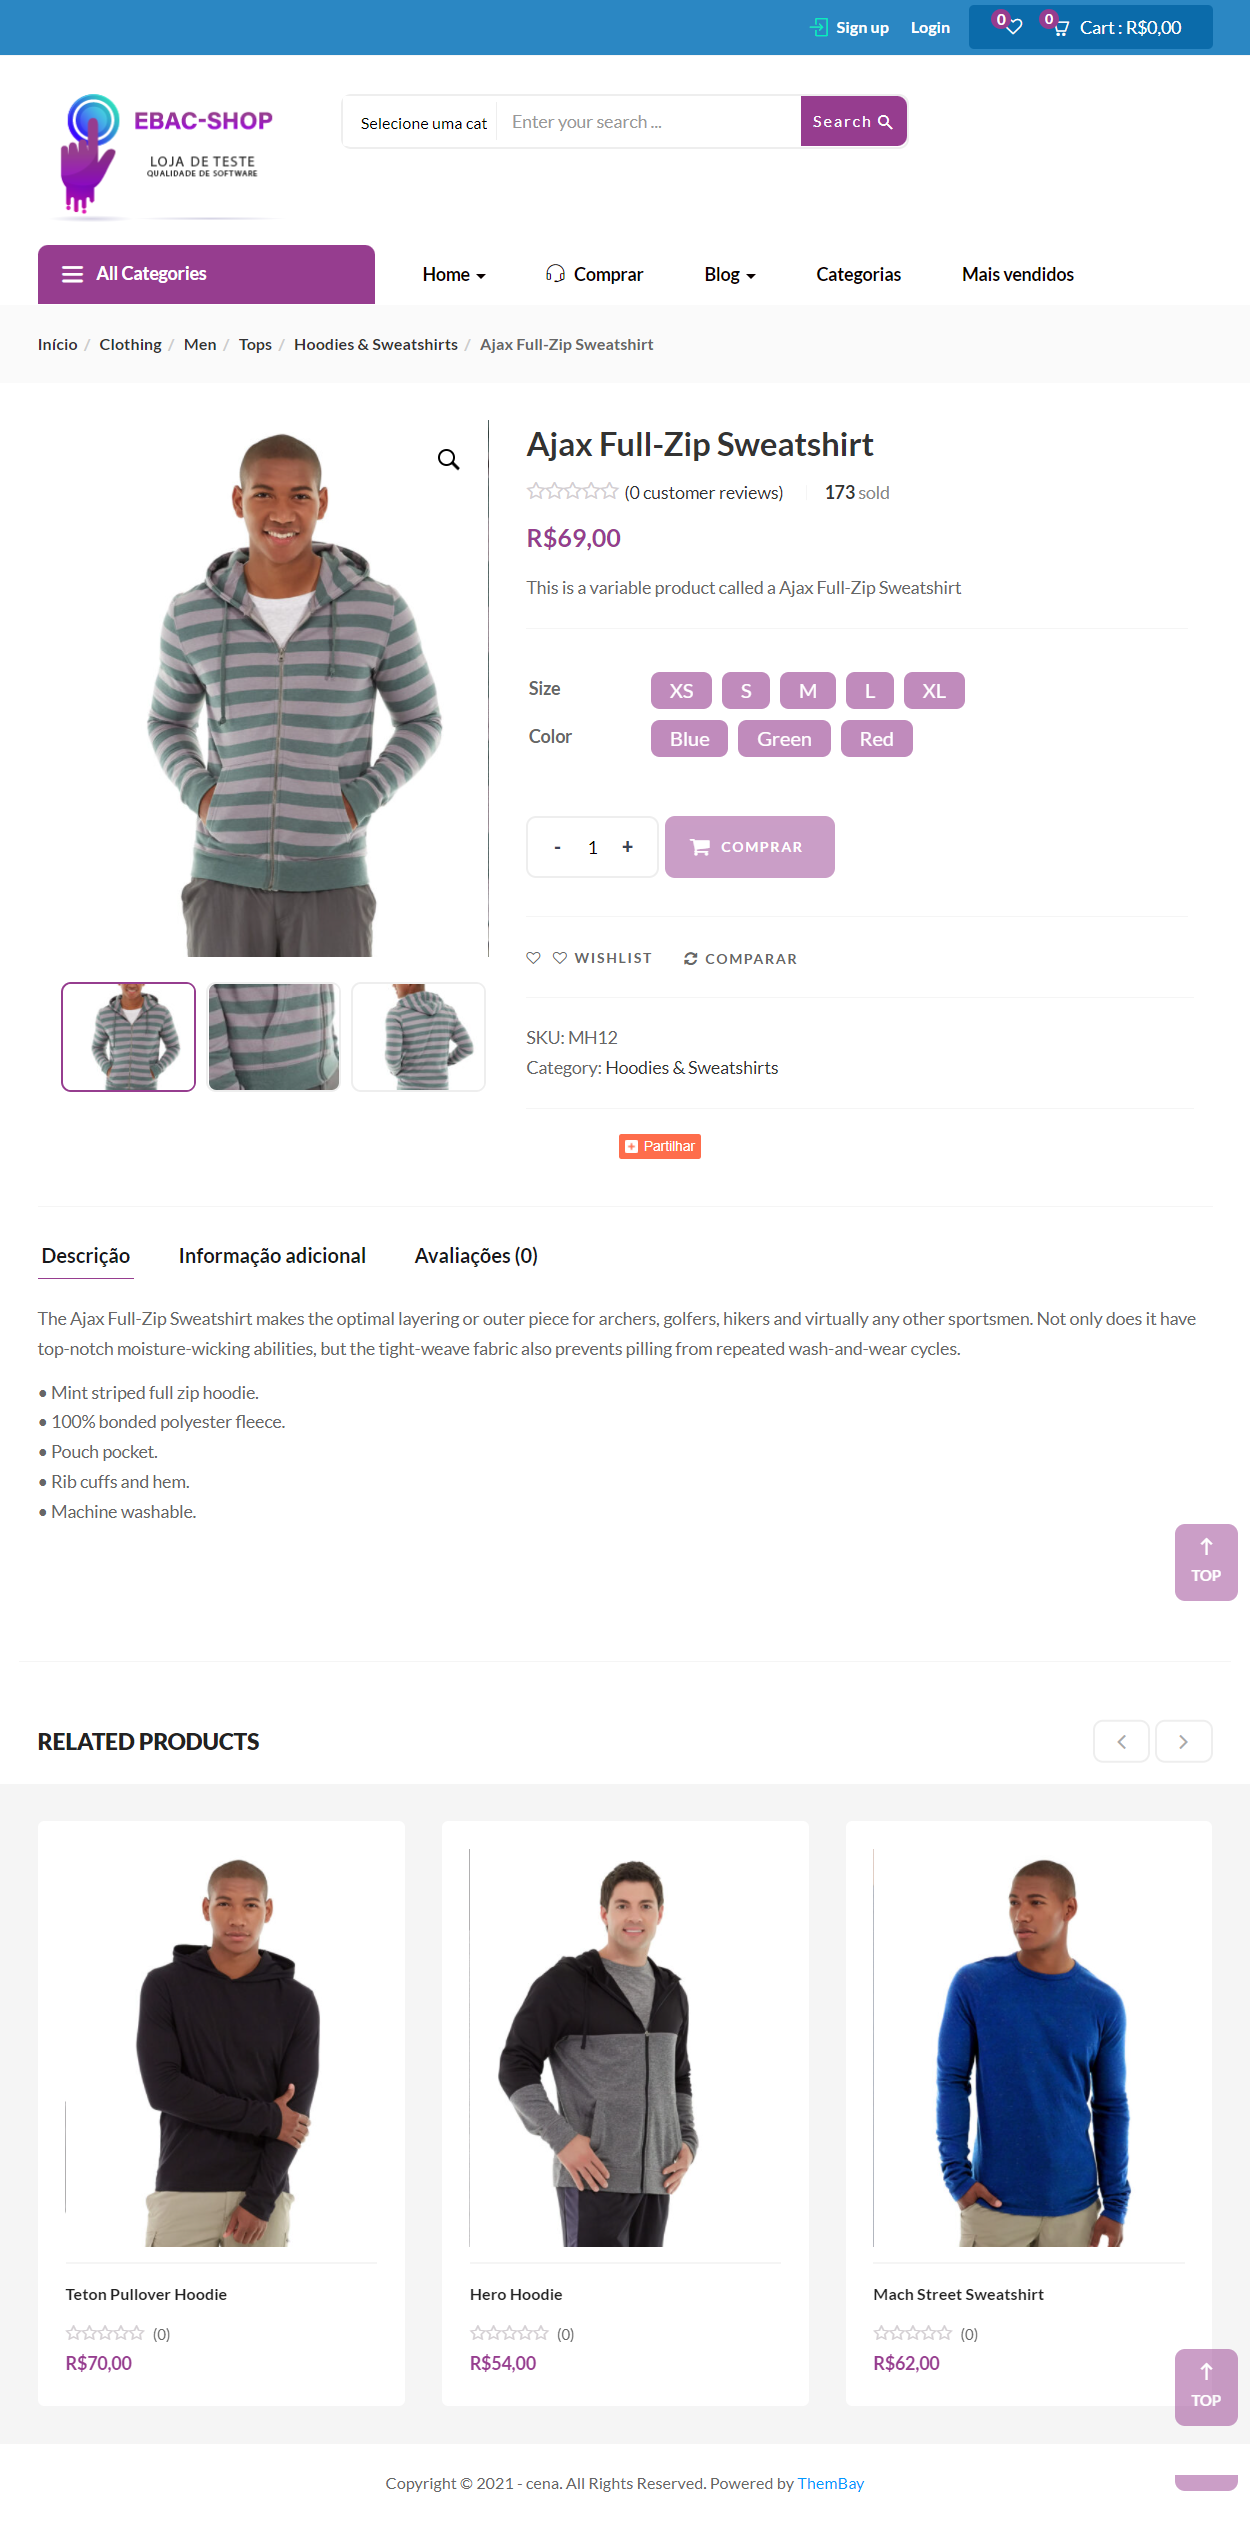 Sign up Login 0 0 Cart : R$0,00
EBAC-SHOP
LOJA DE TESTE
QUALIDADE DE SOFTWARE
Selecione uma cat Enter your search ... Search
All Categories Home Comprar Blog Categorias Mais vendidos
Início / Clothing / Men / Tops / Hoodies & Sweatshirts / Ajax Full-Zip Sweatshirt
Ajax Full-Zip Sweatshirt
(0 customer reviews) 173 sold
R$69,00
This is a variable product called a Ajax Full-Zip Sweatshirt
Size XS S M L XL
Color Blue Green Red
- 1 + COMPRAR
WISHLIST COMPARAR
SKU: MH12
Category: Hoodies & Sweatshirts
Partilhar
Descrição Informação adicional Avaliações (0)
The Ajax Full-Zip Sweatshirt makes the optimal layering or outer piece for archers, golfers, hikers and virtually any other sportsmen. Not only does it have
top-notch moisture-wicking abilities, but the tight-weave fabric also prevents pilling from repeated wash-and-wear cycles.
• Mint striped full zip hoodie.
• 100% bonded polyester fleece.
• Pouch pocket.
• Rib cuffs and hem.
• Machine washable.
TOP
RELATED PRODUCTS
Teton Pullover Hoodie
(0)
R$70,00
Hero Hoodie
(0)
R$54,00
Mach Street Sweatshirt
(0)
R$62,00
TOP
Copyright © 2021 - cena. All Rights Reserved. Powered by ThemBay